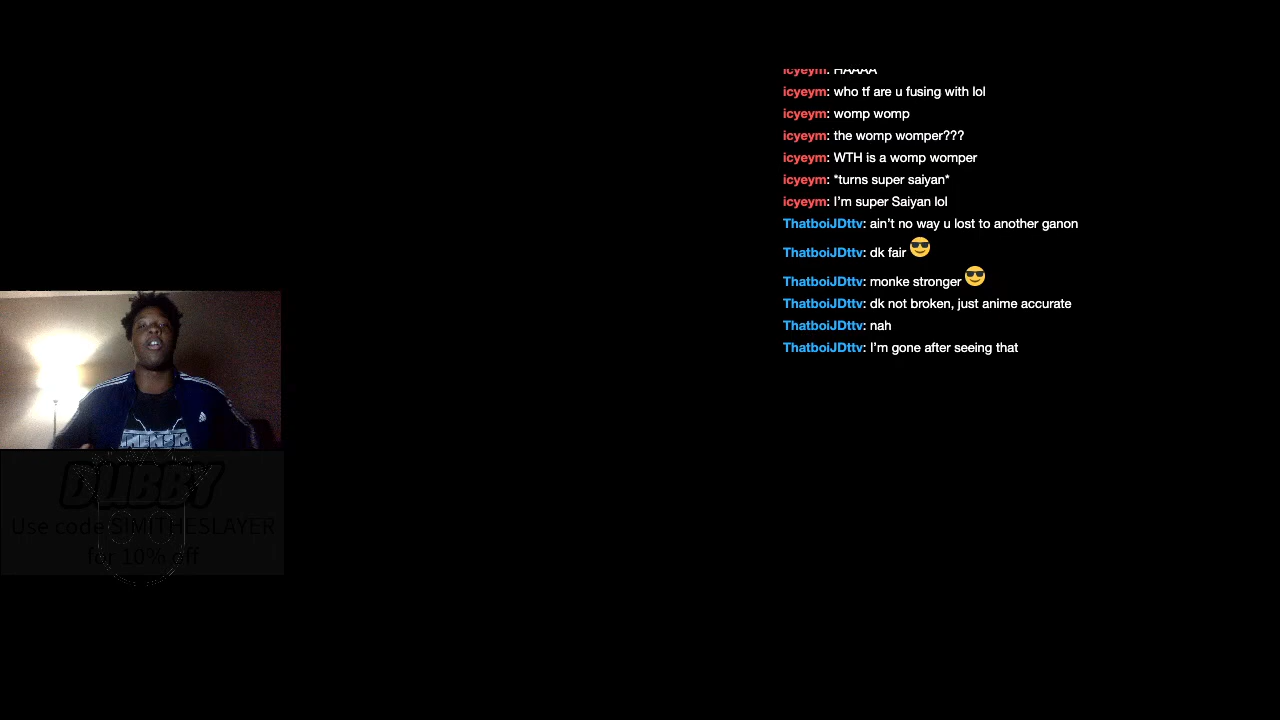 icyeym: HAAAA
icyeym: who tf are u fusing with lol
icyeym: womp womp
icyeym: the womp womper???
icyeym: WTH is a womp womper
icyeym: *turns super saiyan*
icyeym: I’m super Saiyan lol
ThatboiJDttv: ain’t no way u lost to another ganon
ThatboiJDttv: dk fair 😎
ThatboiJDttv: monke stronger 😎
ThatboiJDttv: dk not broken, just anime accurate
ThatboiJDttv: nah
ThatboiJDttv: I’m gone after seeing that
DUBBY
Use code SIMITHESLAYER
for 10% off